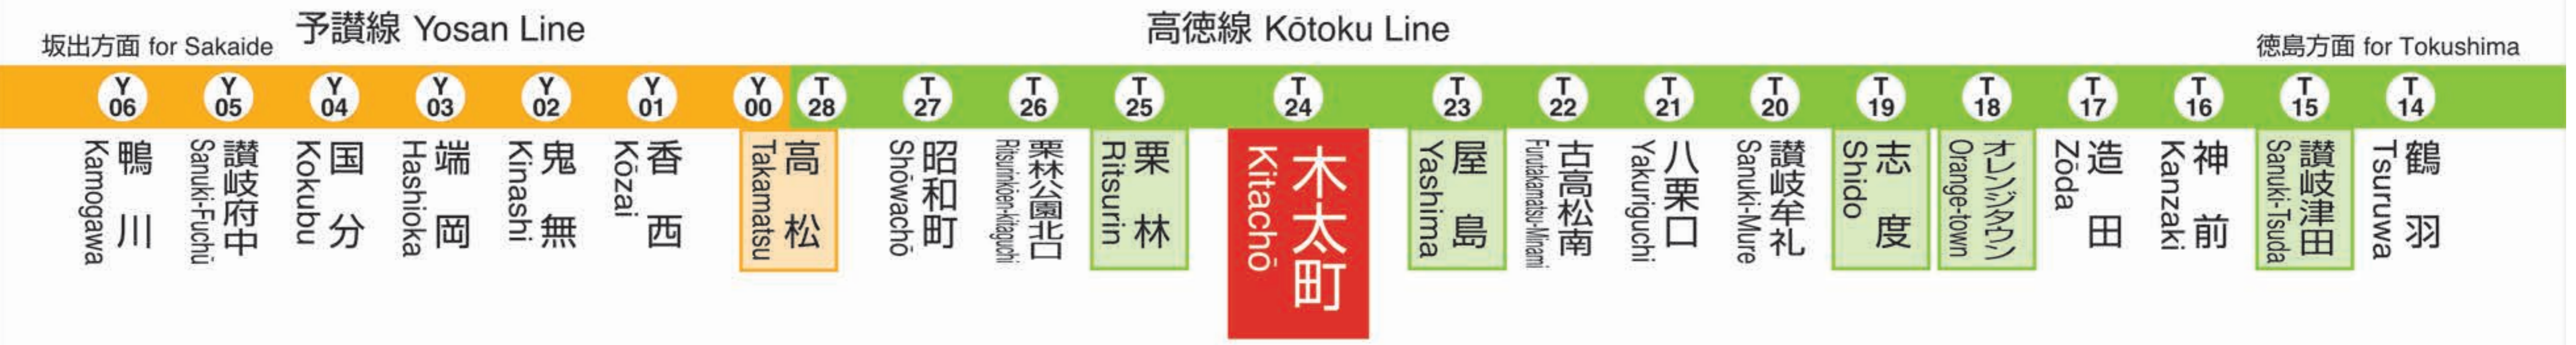 予讃線 Yosan Line
高徳線 Kōtoku Line
坂出方面 for Sakaide
徳島方面 for Tokushima
Y 06
鴨川
Kamogawa
Y 05
讃岐府中
Sanuki-Fuchū
Y 04
国分
Kokubu
Y 03
端岡
Hashioka
Y 02
鬼無
Kinashi
Y 01
香西
Kōzai
Y 00
T 28
高松
Takamatsu
T 27
昭和町
Shōwachō
T 26
栗林公園北口
Ritsurinkōen-kitaguchi
T 25
栗林
Ritsurin
T 24
木太町
Kitachō
T 23
屋島
Yashima
T 22
古高松南
Furutakamatsu-Minami
T 21
八栗口
Yakuriguchi
T 20
讃岐牟礼
Sanuki-Mure
T 19
志度
Shido
T 18
オレンジタウン
Orange-town
T 17
造田
Zōda
T 16
神前
Kanzaki
T 15
讃岐津田
Sanuki-Tsuda
T 14
鶴羽
Tsuruwa